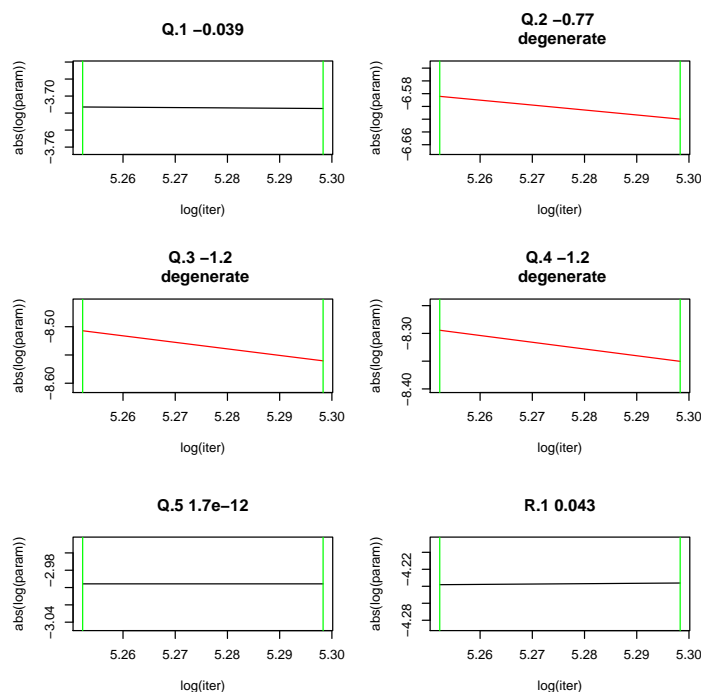 Q.1 −0.039
abs(log(param))
−3.70
−3.76
5.26 5.27 5.28 5.29 5.30
log(iter)
Q.2 −0.77
degenerate
abs(log(param))
−6.58
−6.66
5.26 5.27 5.28 5.29 5.30
log(iter)
Q.3 −1.2
degenerate
abs(log(param))
−8.50
−8.60
5.26 5.27 5.28 5.29 5.30
log(iter)
Q.4 −1.2
degenerate
abs(log(param))
−8.30
−8.40
5.26 5.27 5.28 5.29 5.30
log(iter)
Q.5 1.7e−12
abs(log(param))
−2.98
−3.04
5.26 5.27 5.28 5.29 5.30
log(iter)
R.1 0.043
abs(log(param))
−4.22
−4.28
5.26 5.27 5.28 5.29 5.30
log(iter)